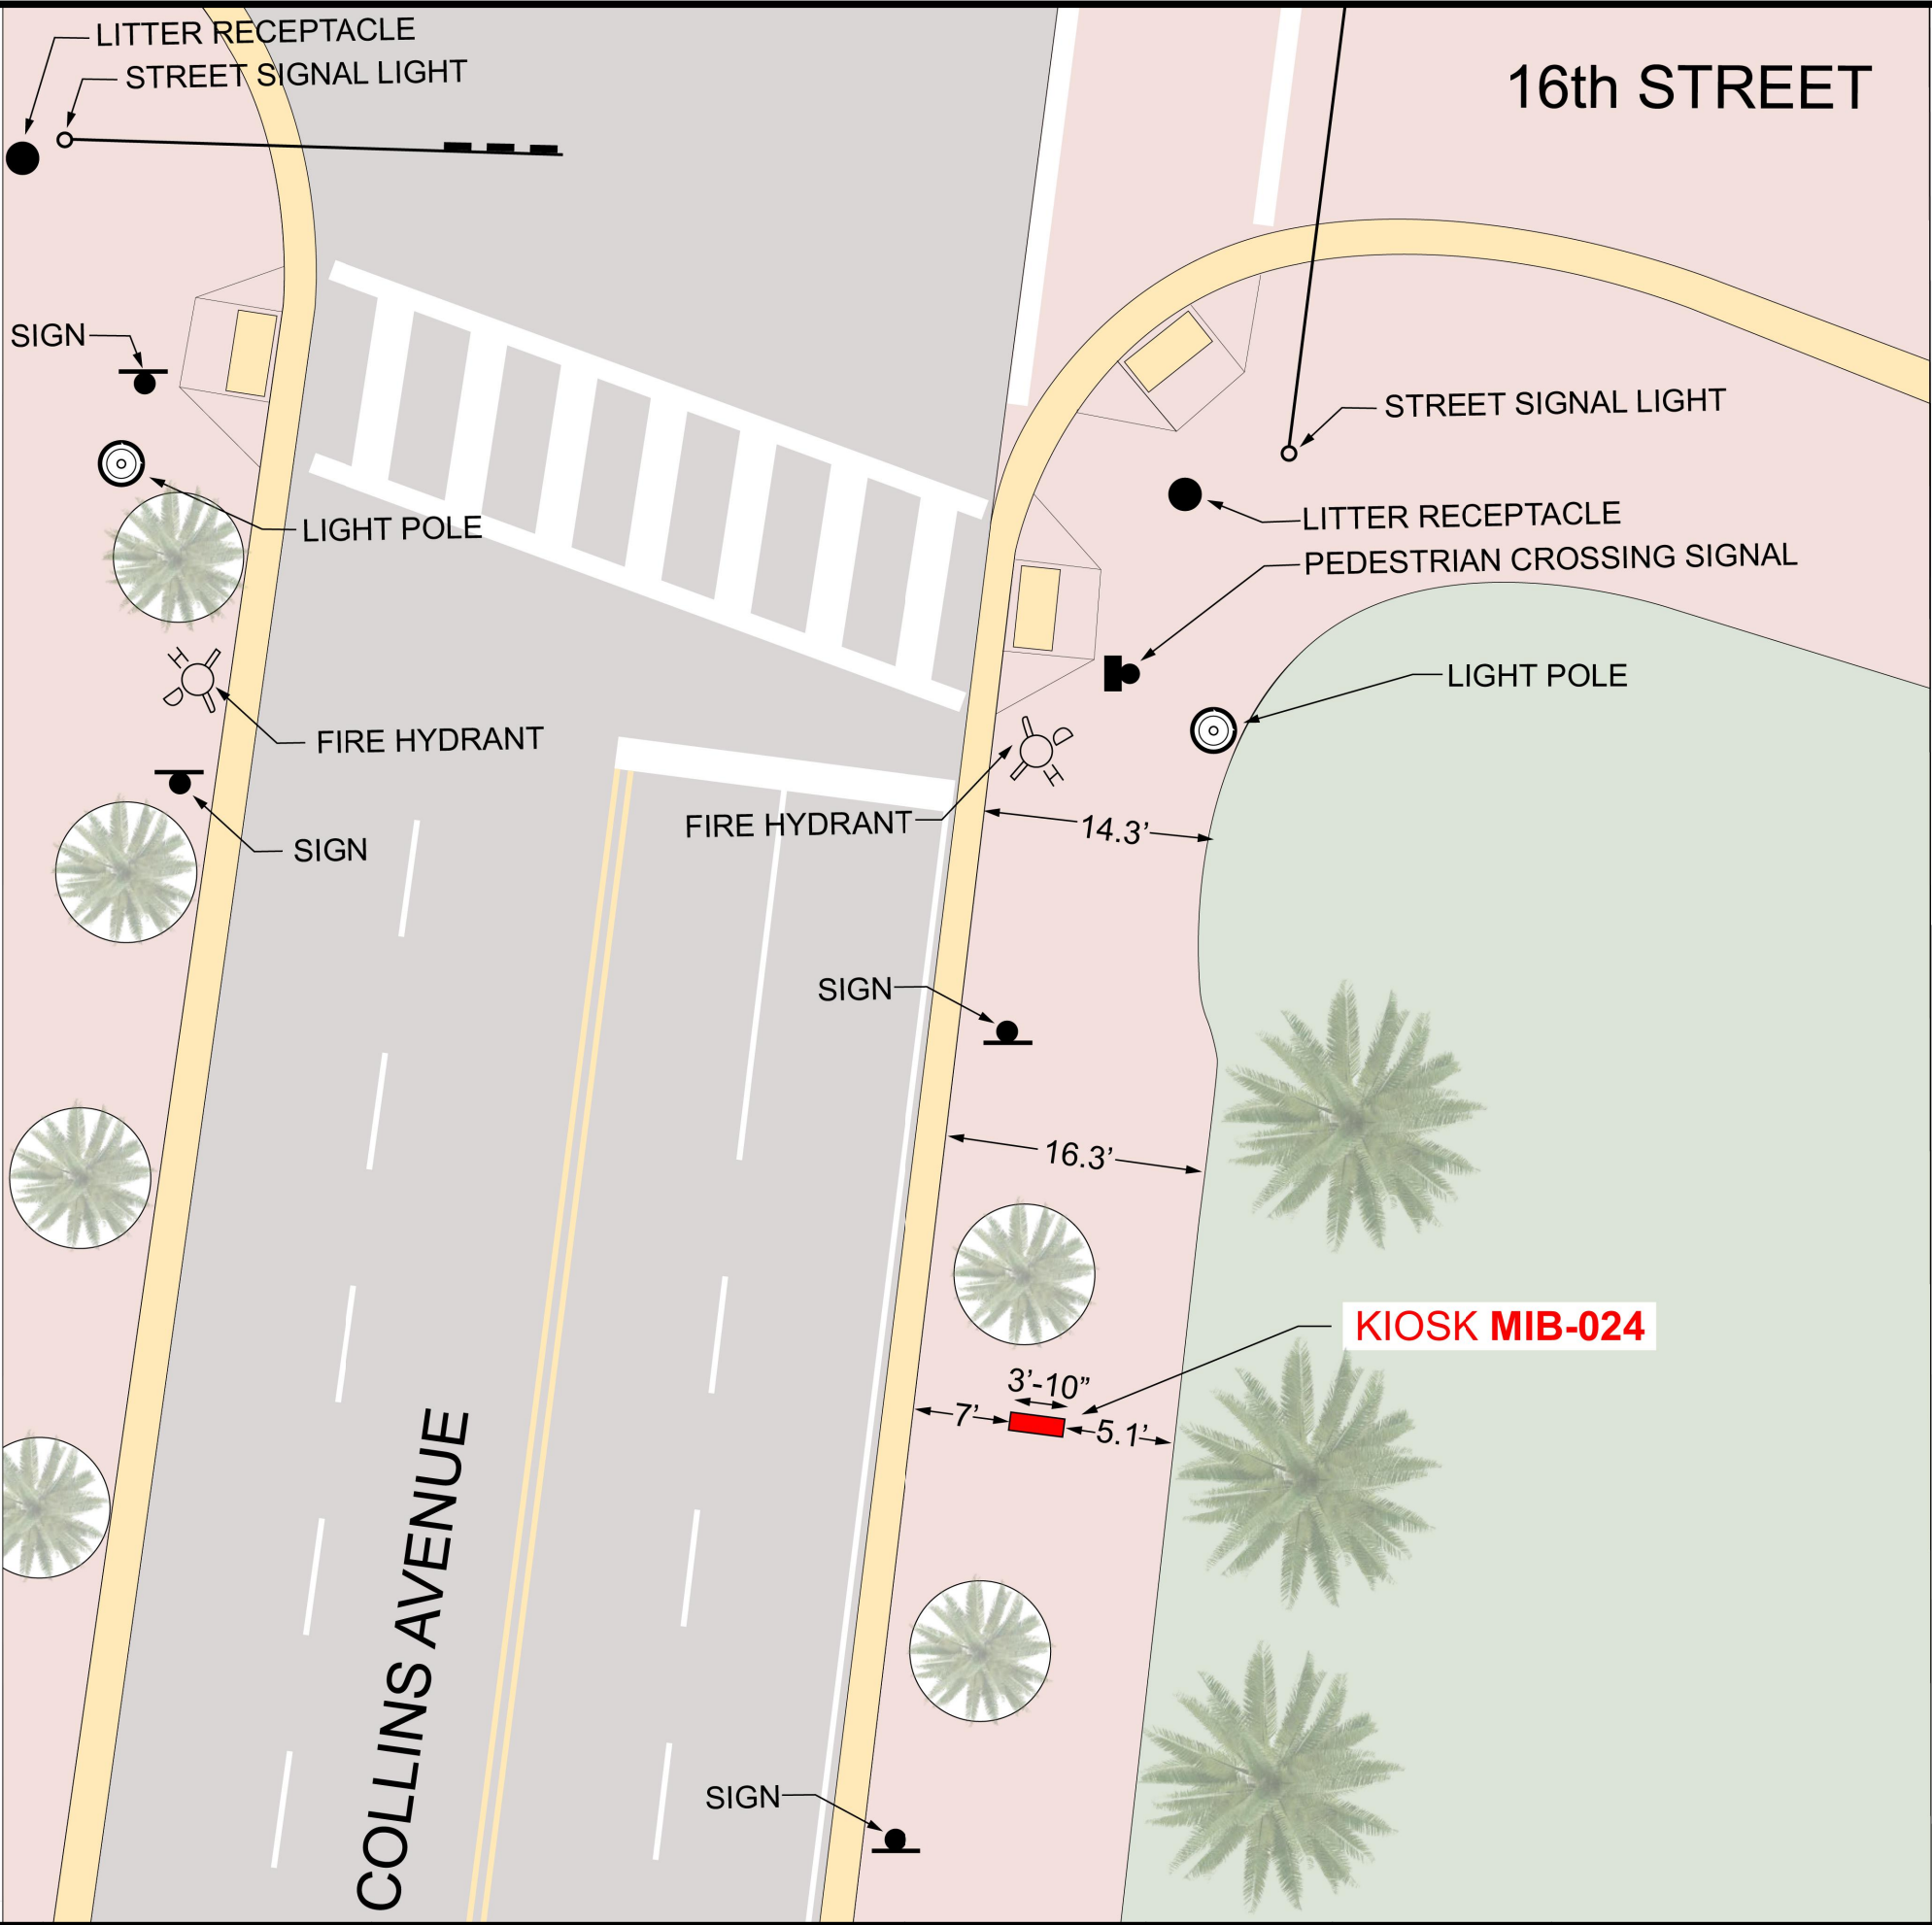 LITTER RECEPTACLE
STREET SIGNAL LIGHT
16th STREET
SIGN
STREET SIGNAL LIGHT
LITTER RECEPTACLE
LIGHT POLE
PEDESTRIAN CROSSING SIGNAL
LIGHT POLE
H
D
D
H
FIRE HYDRANT
FIRE HYDRANT
14.3’
SIGN
SIGN
16.3’
KIOSK MIB-024
3’-10”
7’
5.1’
COLLINS AVENUE
SIGN